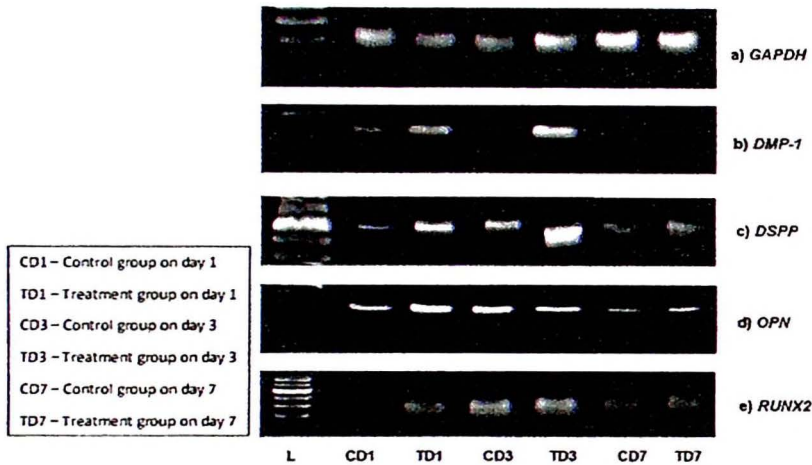 a) GAPDH
b) DMP-1
c) DSPP
d) OPN
e) RUNX2
CD1 – Control group on day 1
TD1 – Treatment group on day 1
CD3 – Control group on day 3
TD3 – Treatment group on day 3
CD7 – Control group on day 7
TD7 – Treatment group on day 7
L CD1 TD1 CD3 TD3 CD7 TD7